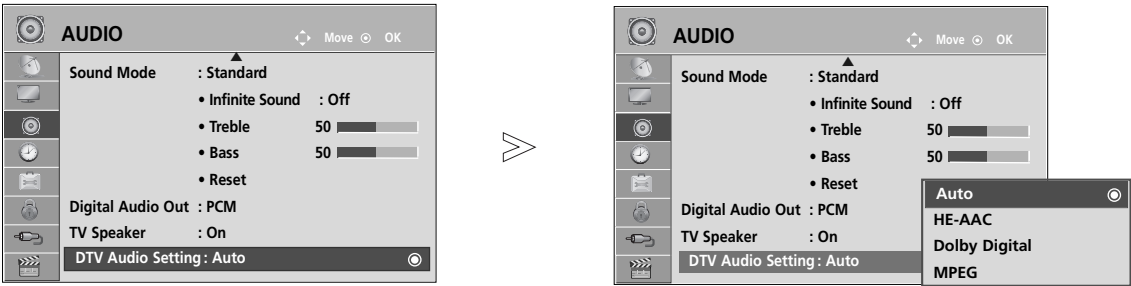 AUDIO
Move OK
Sound Mode : Standard
• Infinite Sound : Off
• Treble 50
• Bass 50
• Reset
Digital Audio Out : PCM
TV Speaker : On
DTV Audio Setting : Auto
AUDIO
Move OK
Sound Mode : Standard
• Infinite Sound : Off
• Treble 50
• Bass 50
• Reset
Digital Audio Out : PCM
TV Speaker : On
DTV Audio Setting : Auto
Auto
HE-AAC
Dolby Digital
MPEG